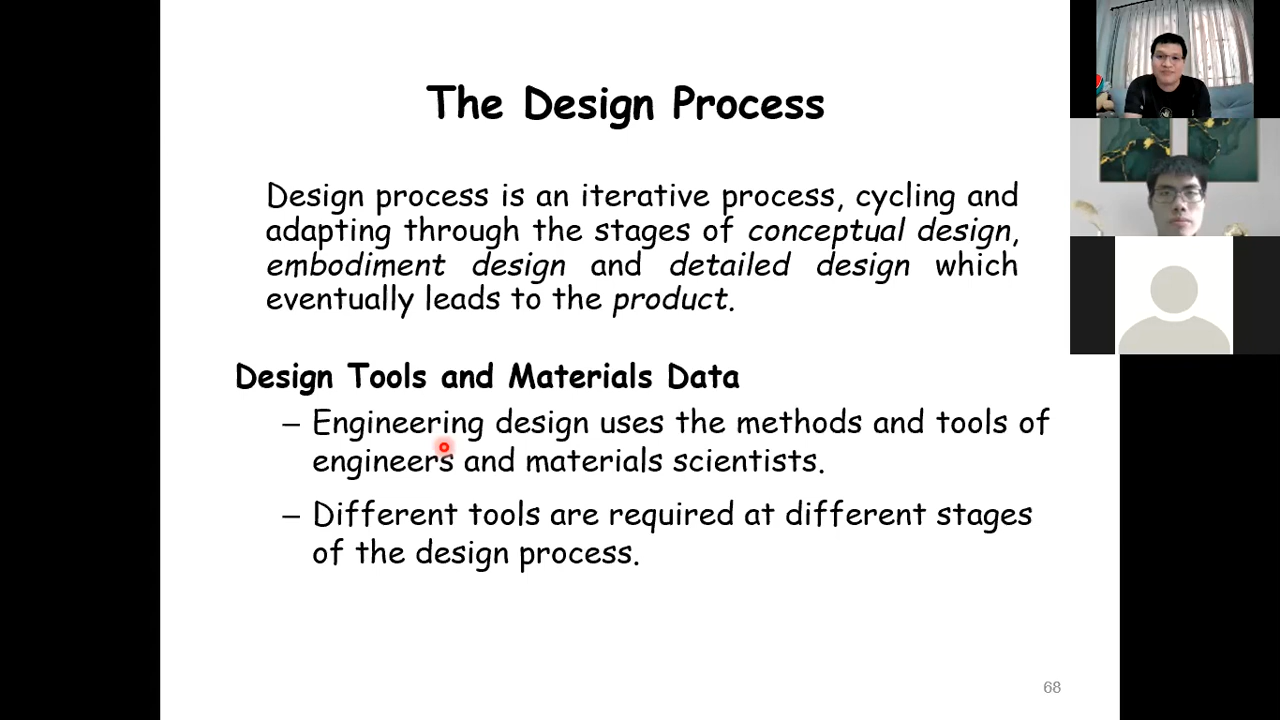 The Design Process
Design process is an iterative process, cycling and
adapting through the stages of conceptual design,
embodiment design and detailed design which
eventually leads to the product.
Design Tools and Materials Data
– Engineering design uses the methods and tools of
engineers and materials scientists.
– Different tools are required at different stages
of the design process.
68